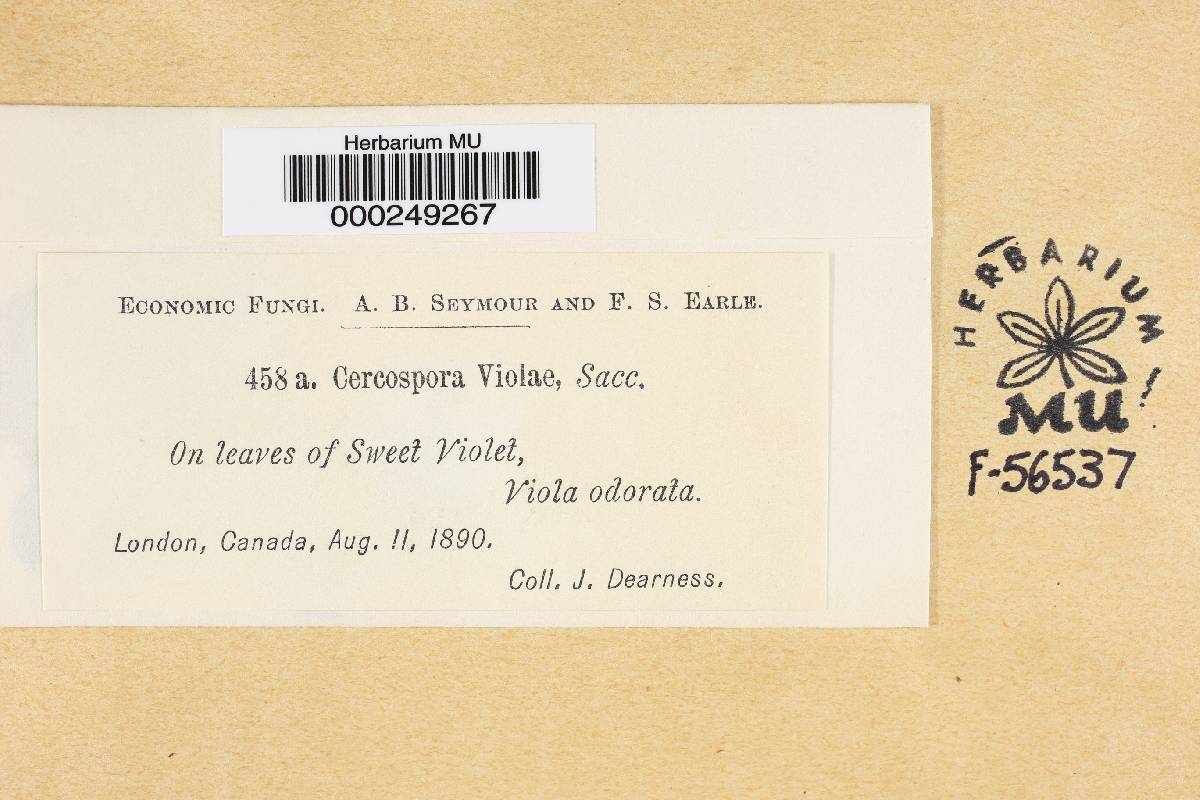 Herbarium MU
000249267
ECONOMIC FUNGI. A. B. SEYMOUR AND F. S. EARLE.
458 a. Cercospora Violae, Sacc.
On leaves of Sweet Violet,
Viola odorata.
London, Canada, Aug. 11, 1890.
Coll. J. Dearness.
HERBARIUM
MU!
F-56537